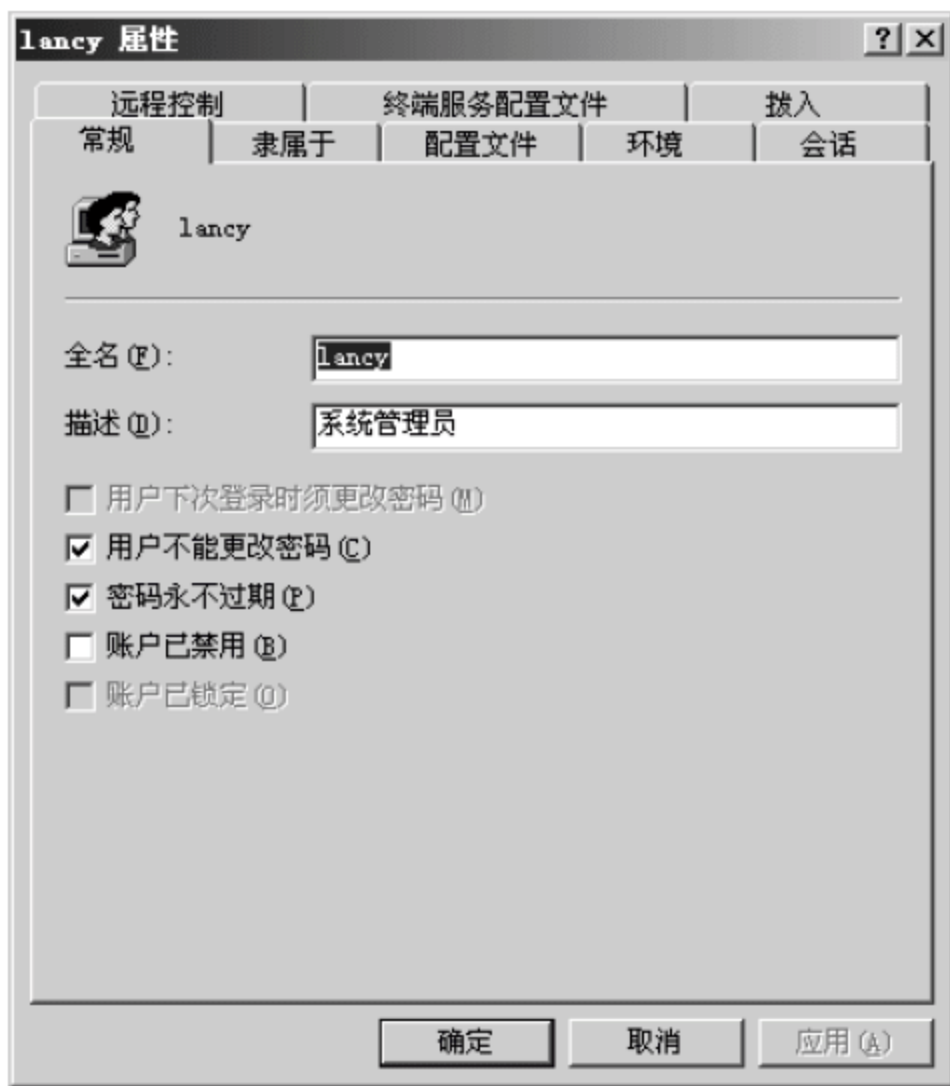 lancy 属性
远程控制 终端服务配置文件 拨入
常规 隶属于 配置文件 环境 会话
lancy
全名(F): lancy
描述(D): 系统管理员
用户下次登录时须更改密码(M)
用户不能更改密码(C)
密码永不过期(P)
账户已禁用(B)
账户已锁定(O)
确定 取消 应用(A)